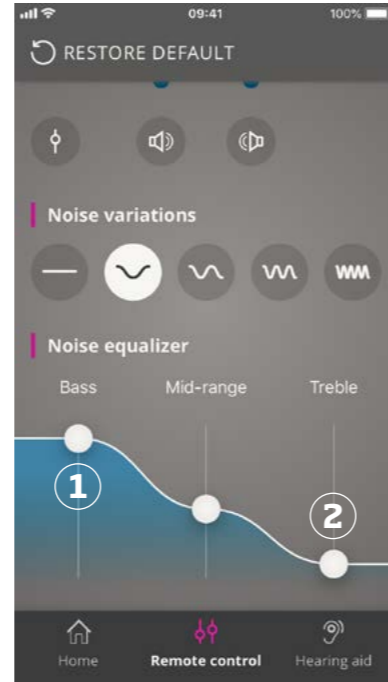 09:41 100%
RESTORE DEFAULT
Noise variations
Noise equalizer
Bass Mid-range Treble
1
2
Home Remote control Hearing aid